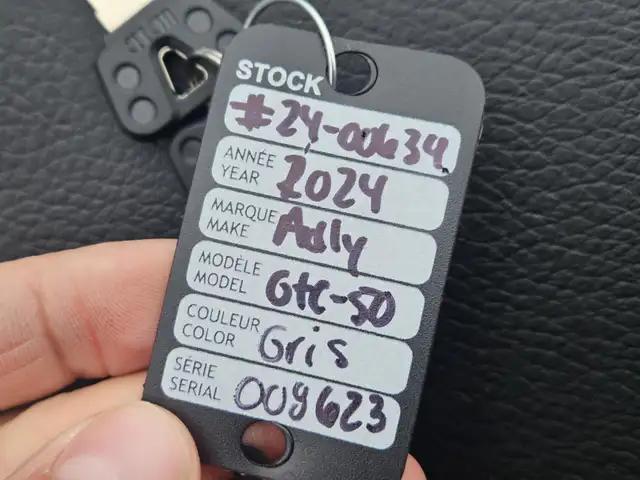 STOCK
#24-00634
ANNÉE 2024
YEAR
MARQUE Adly
MAKE
MODÈLE Gtc-50
MODEL
COULEUR Gris
COLOR
SÉRIE 009623
SERIAL